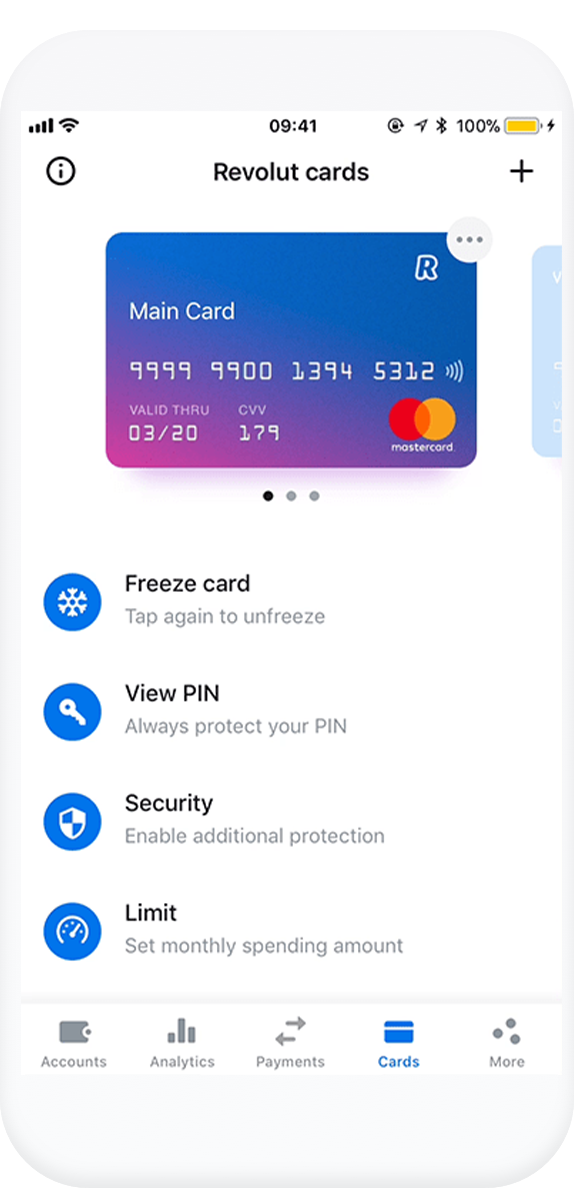 09:41
100%
Revolut cards
R
Main Card
9999 9900 1394 5312
VALID THRU CVV
03/20 179
mastercard.
Freeze card
Tap again to unfreeze
View PIN
Always protect your PIN
Security
Enable additional protection
Limit
Set monthly spending amount
Accounts Analytics Payments Cards More